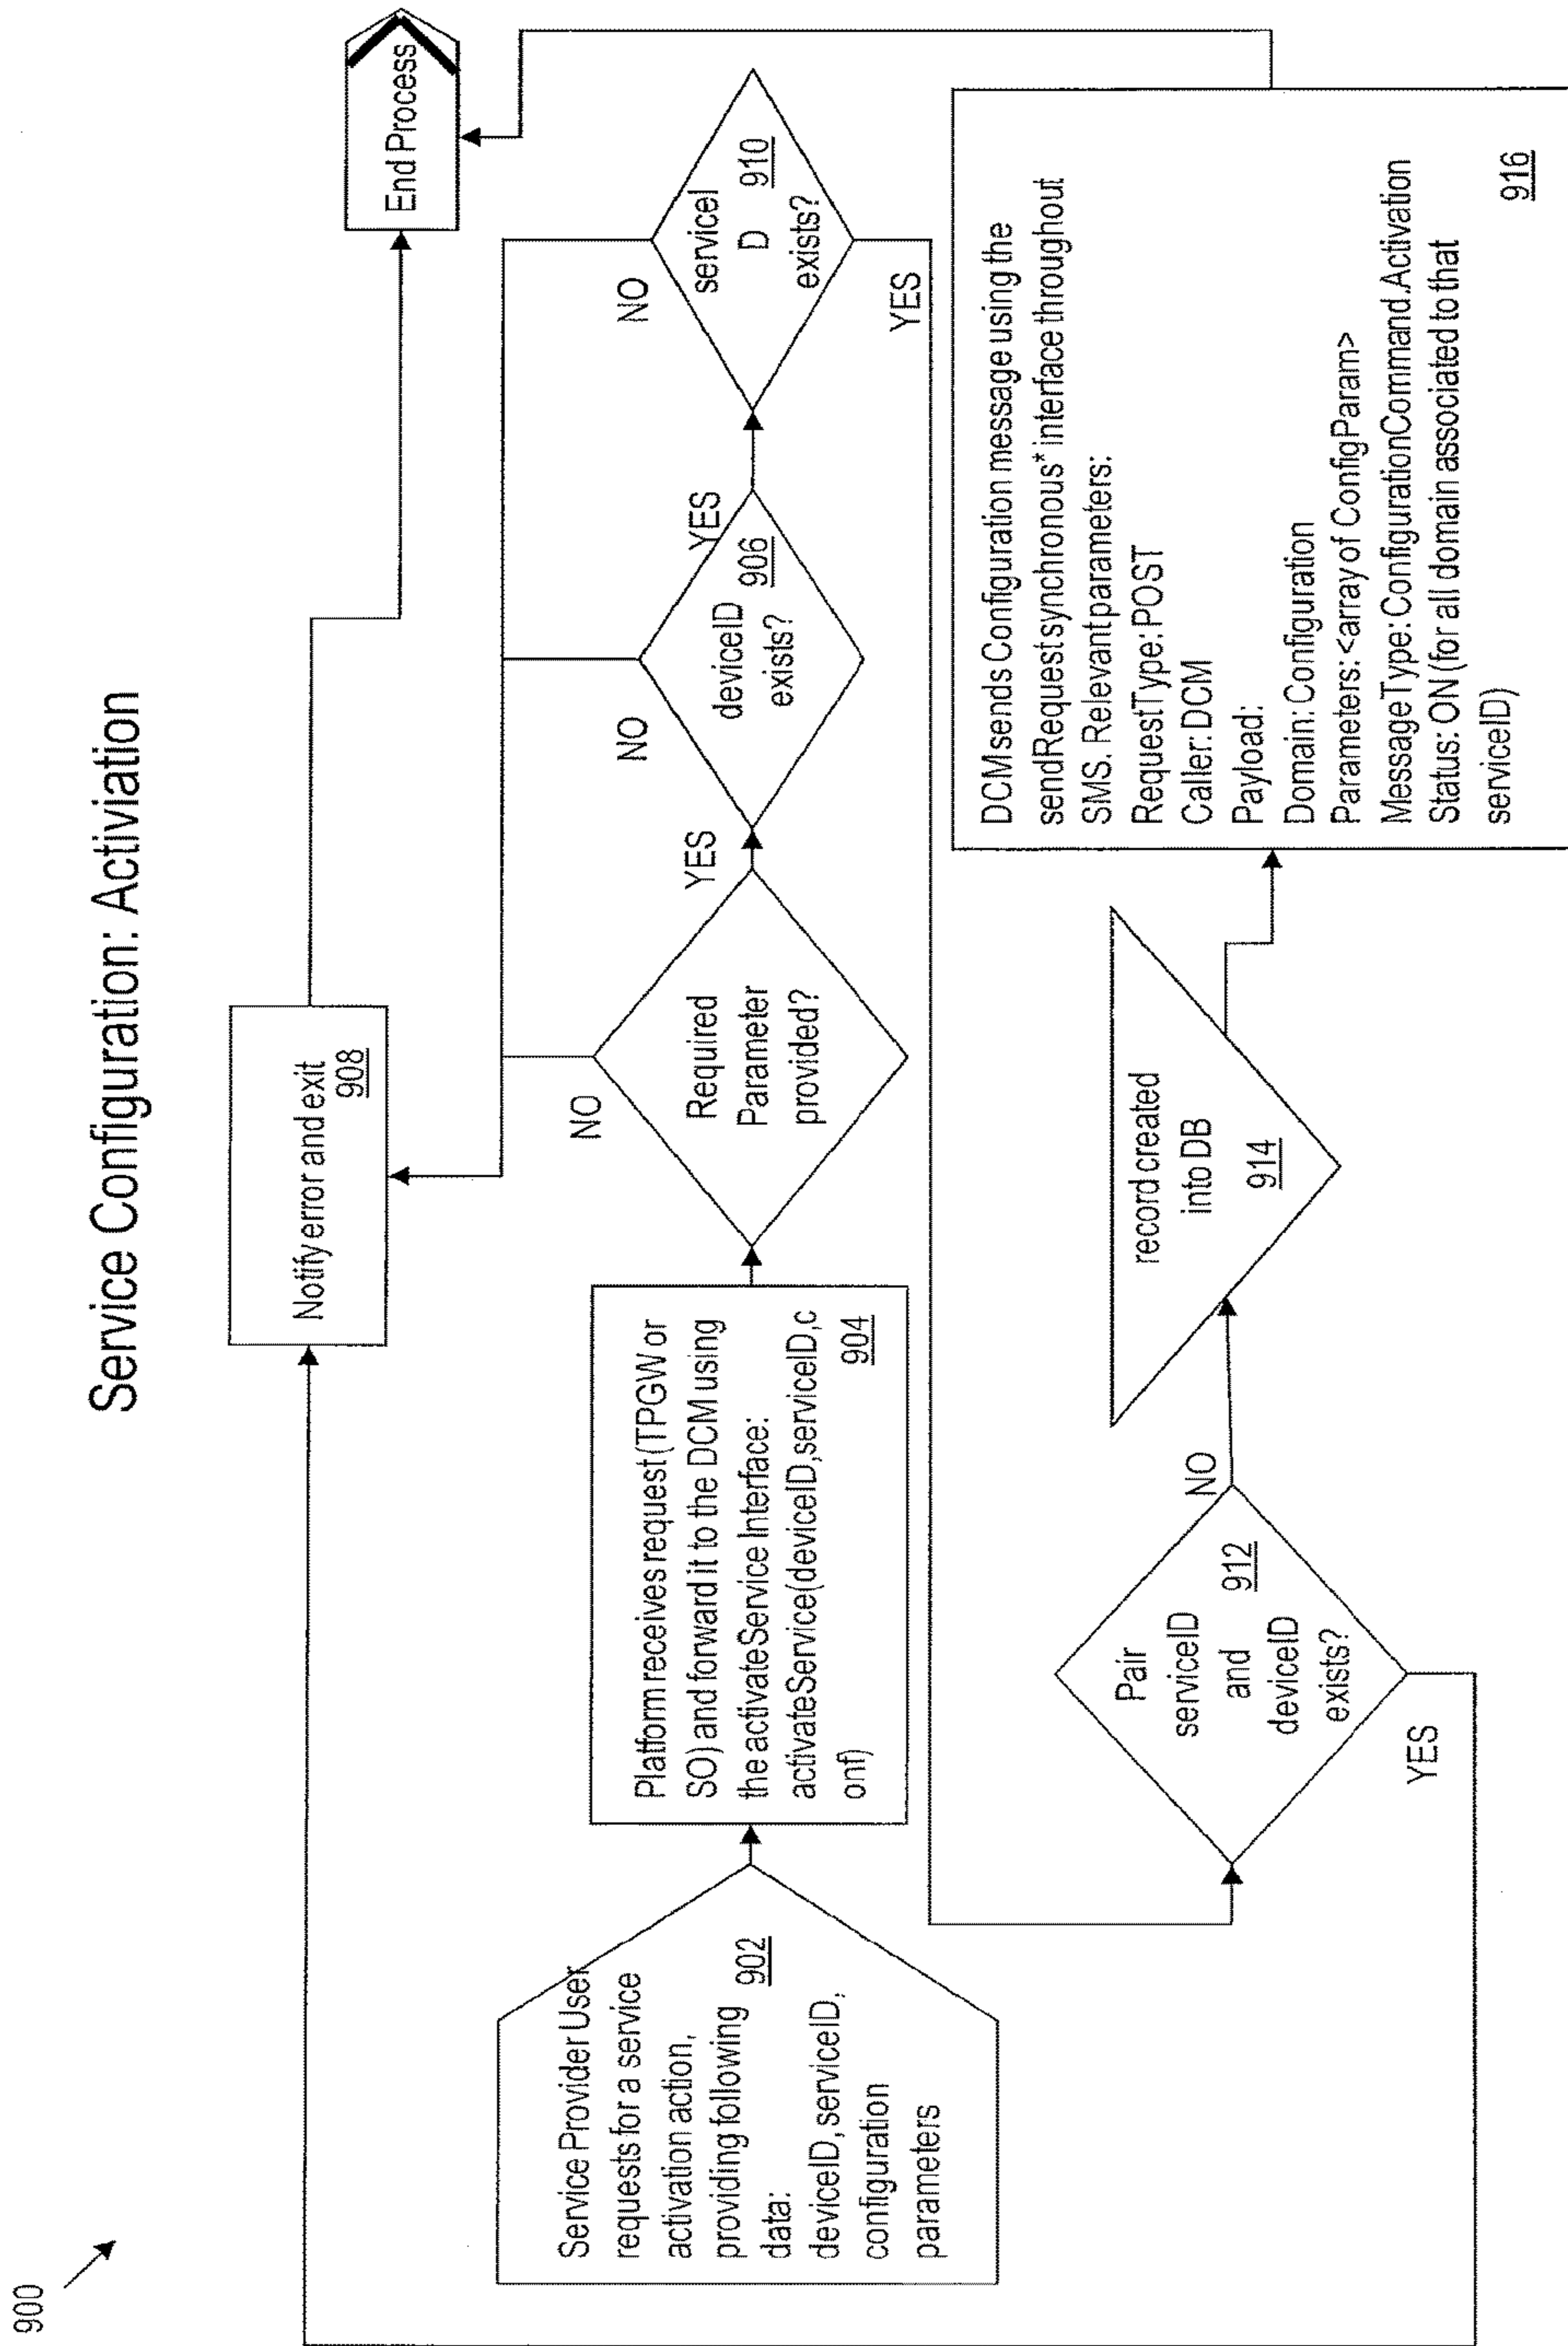 900
Service Configuration: Activiation
Notify error and exit
908
End Process
Service Provider User
requests for a service
activation action,
providing following
data:
deviceID, serviceID,
configuration
parameters
902
Platform receives request (TPGW or
SO) and forward it to the DCM using
the activateService Interface:
activateService(deviceID,serviceID,c
onf)
904
Required
Parameter
provided?
NO
YES
deviceID
exists?
906
NO
YES
serviceI
D
exists?
910
NO
YES
Pair
serviceID
and
deviceID
exists?
912
NO
YES
record created
into DB
914
DCM sends Configuration message using the
sendRequest synchronous* interface throughout
SMS. Relevant parameters:
RequestType: POST
Caller: DCM
Payload:
Domain: Configuration
Parameters: <array of ConfigParam>
MessageType: ConfigurationCommand.Activation
Status: ON (for all domain associated to that
serviceID)
916